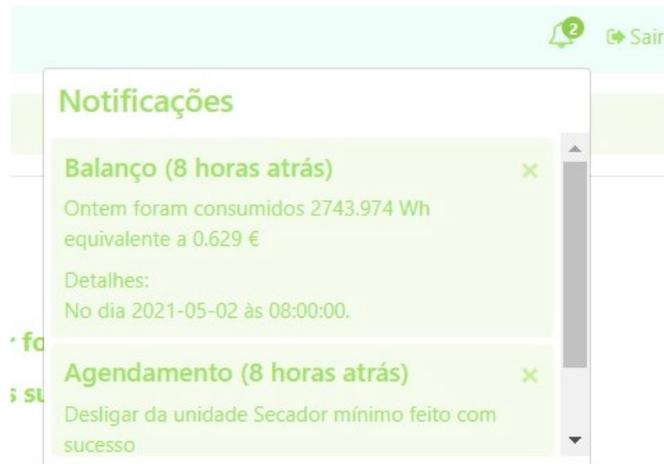 2
Sair
Notificações
Balanço (8 horas atrás)
Ontem foram consumidos 2743.974 Wh
equivalente a 0.629 €
Detalhes:
No dia 2021-05-02 às 08:00:00.
Agendamento (8 horas atrás)
Desligar da unidade Secador mínimo feito com
sucesso